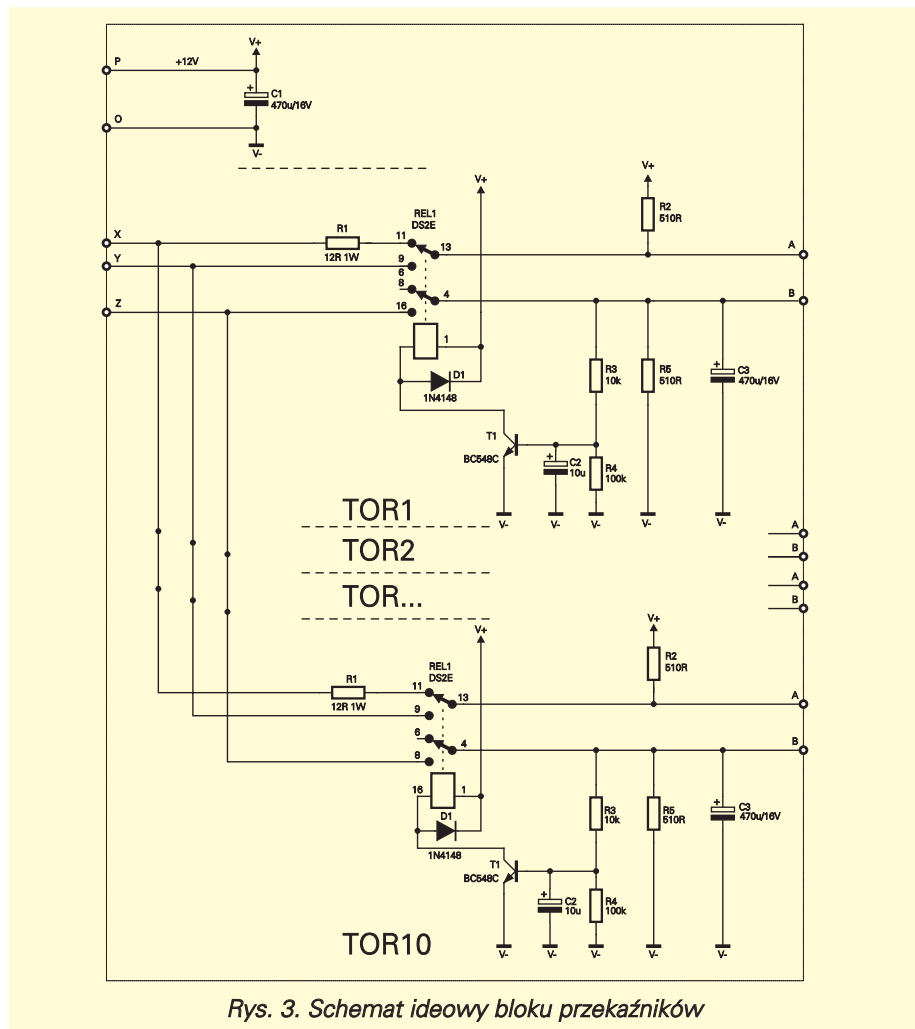 V+
P +12V
+ C1
470u/16V
O
V-
V+
V+
R2
510R
REL1
DS2E
X R1 11 13 A
12R 1W
Y 9
6
8 4 B
Z 16
1
R3
10k
R5
510R
+ C3
470u/16V
D1
1N4148
T1
BC548C
+ C2
10u
R4
100k
V- V- V- V- V-
TOR1
A
TOR2
B
A
TOR...
B
V+
V+
R2
510R
REL1
DS2E
R1 11 13 A
12R 1W
9
6 4 B
8
16 1
R3
10k
R5
510R
+ C3
470u/16V
D1
1N4148
T1
BC548C
+ C2
10u
R4
100k
V- V- V- V- V-
TOR10
Rys. 3. Schemat ideowy bloku przekaźników